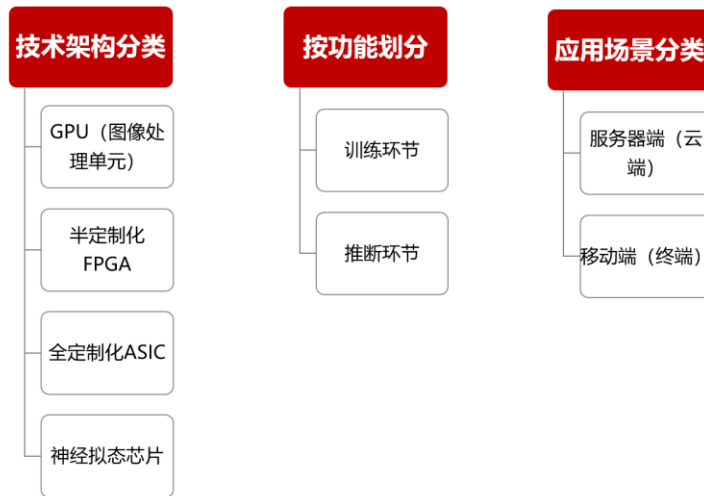 技术架构分类
GPU（图像处
理单元）
半定制化
FPGA
全定制化ASIC
神经拟态芯片
按功能划分
训练环节
推断环节
应用场景分类
服务器端（云
端）
移动端（终端）